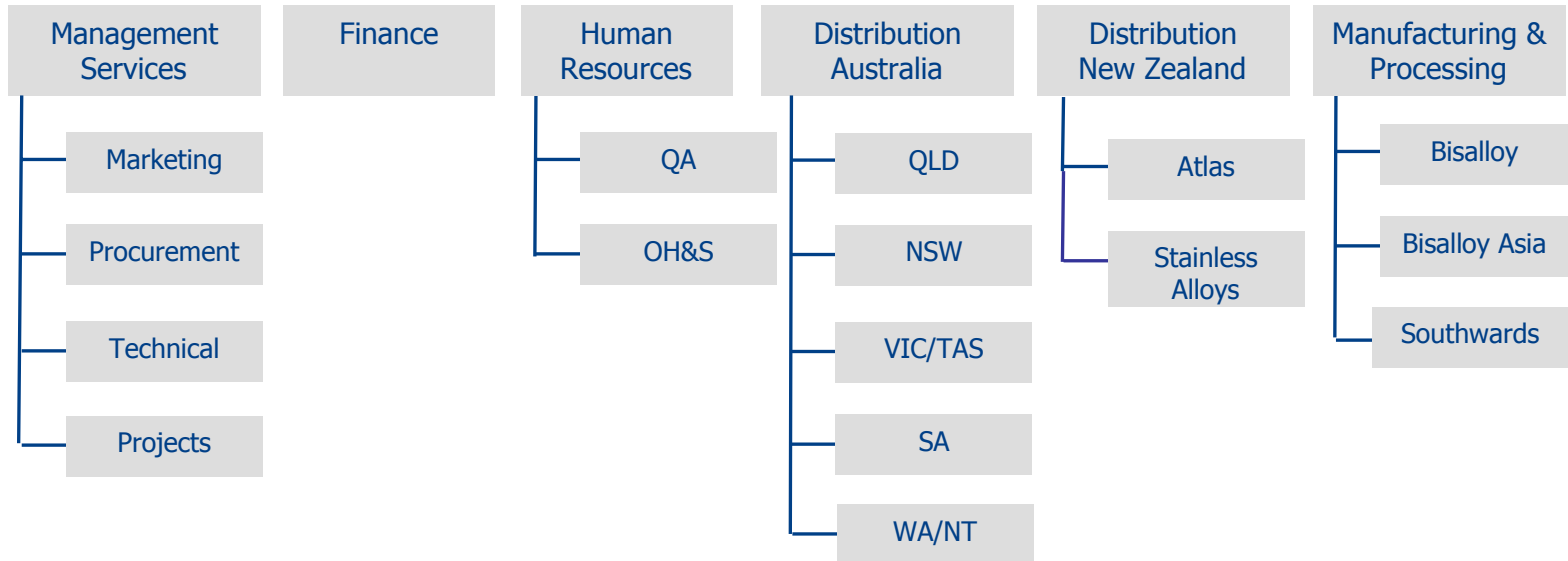 Management
Services
Finance
Human
Resources
Distribution
Australia
Distribution
New Zealand
Manufacturing &
Processing
Marketing
Procurement
Technical
Projects
QA
OH&S
QLD
NSW
VIC/TAS
SA
WA/NT
Atlas
Stainless
Alloys
Bisalloy
Bisalloy Asia
Southwards